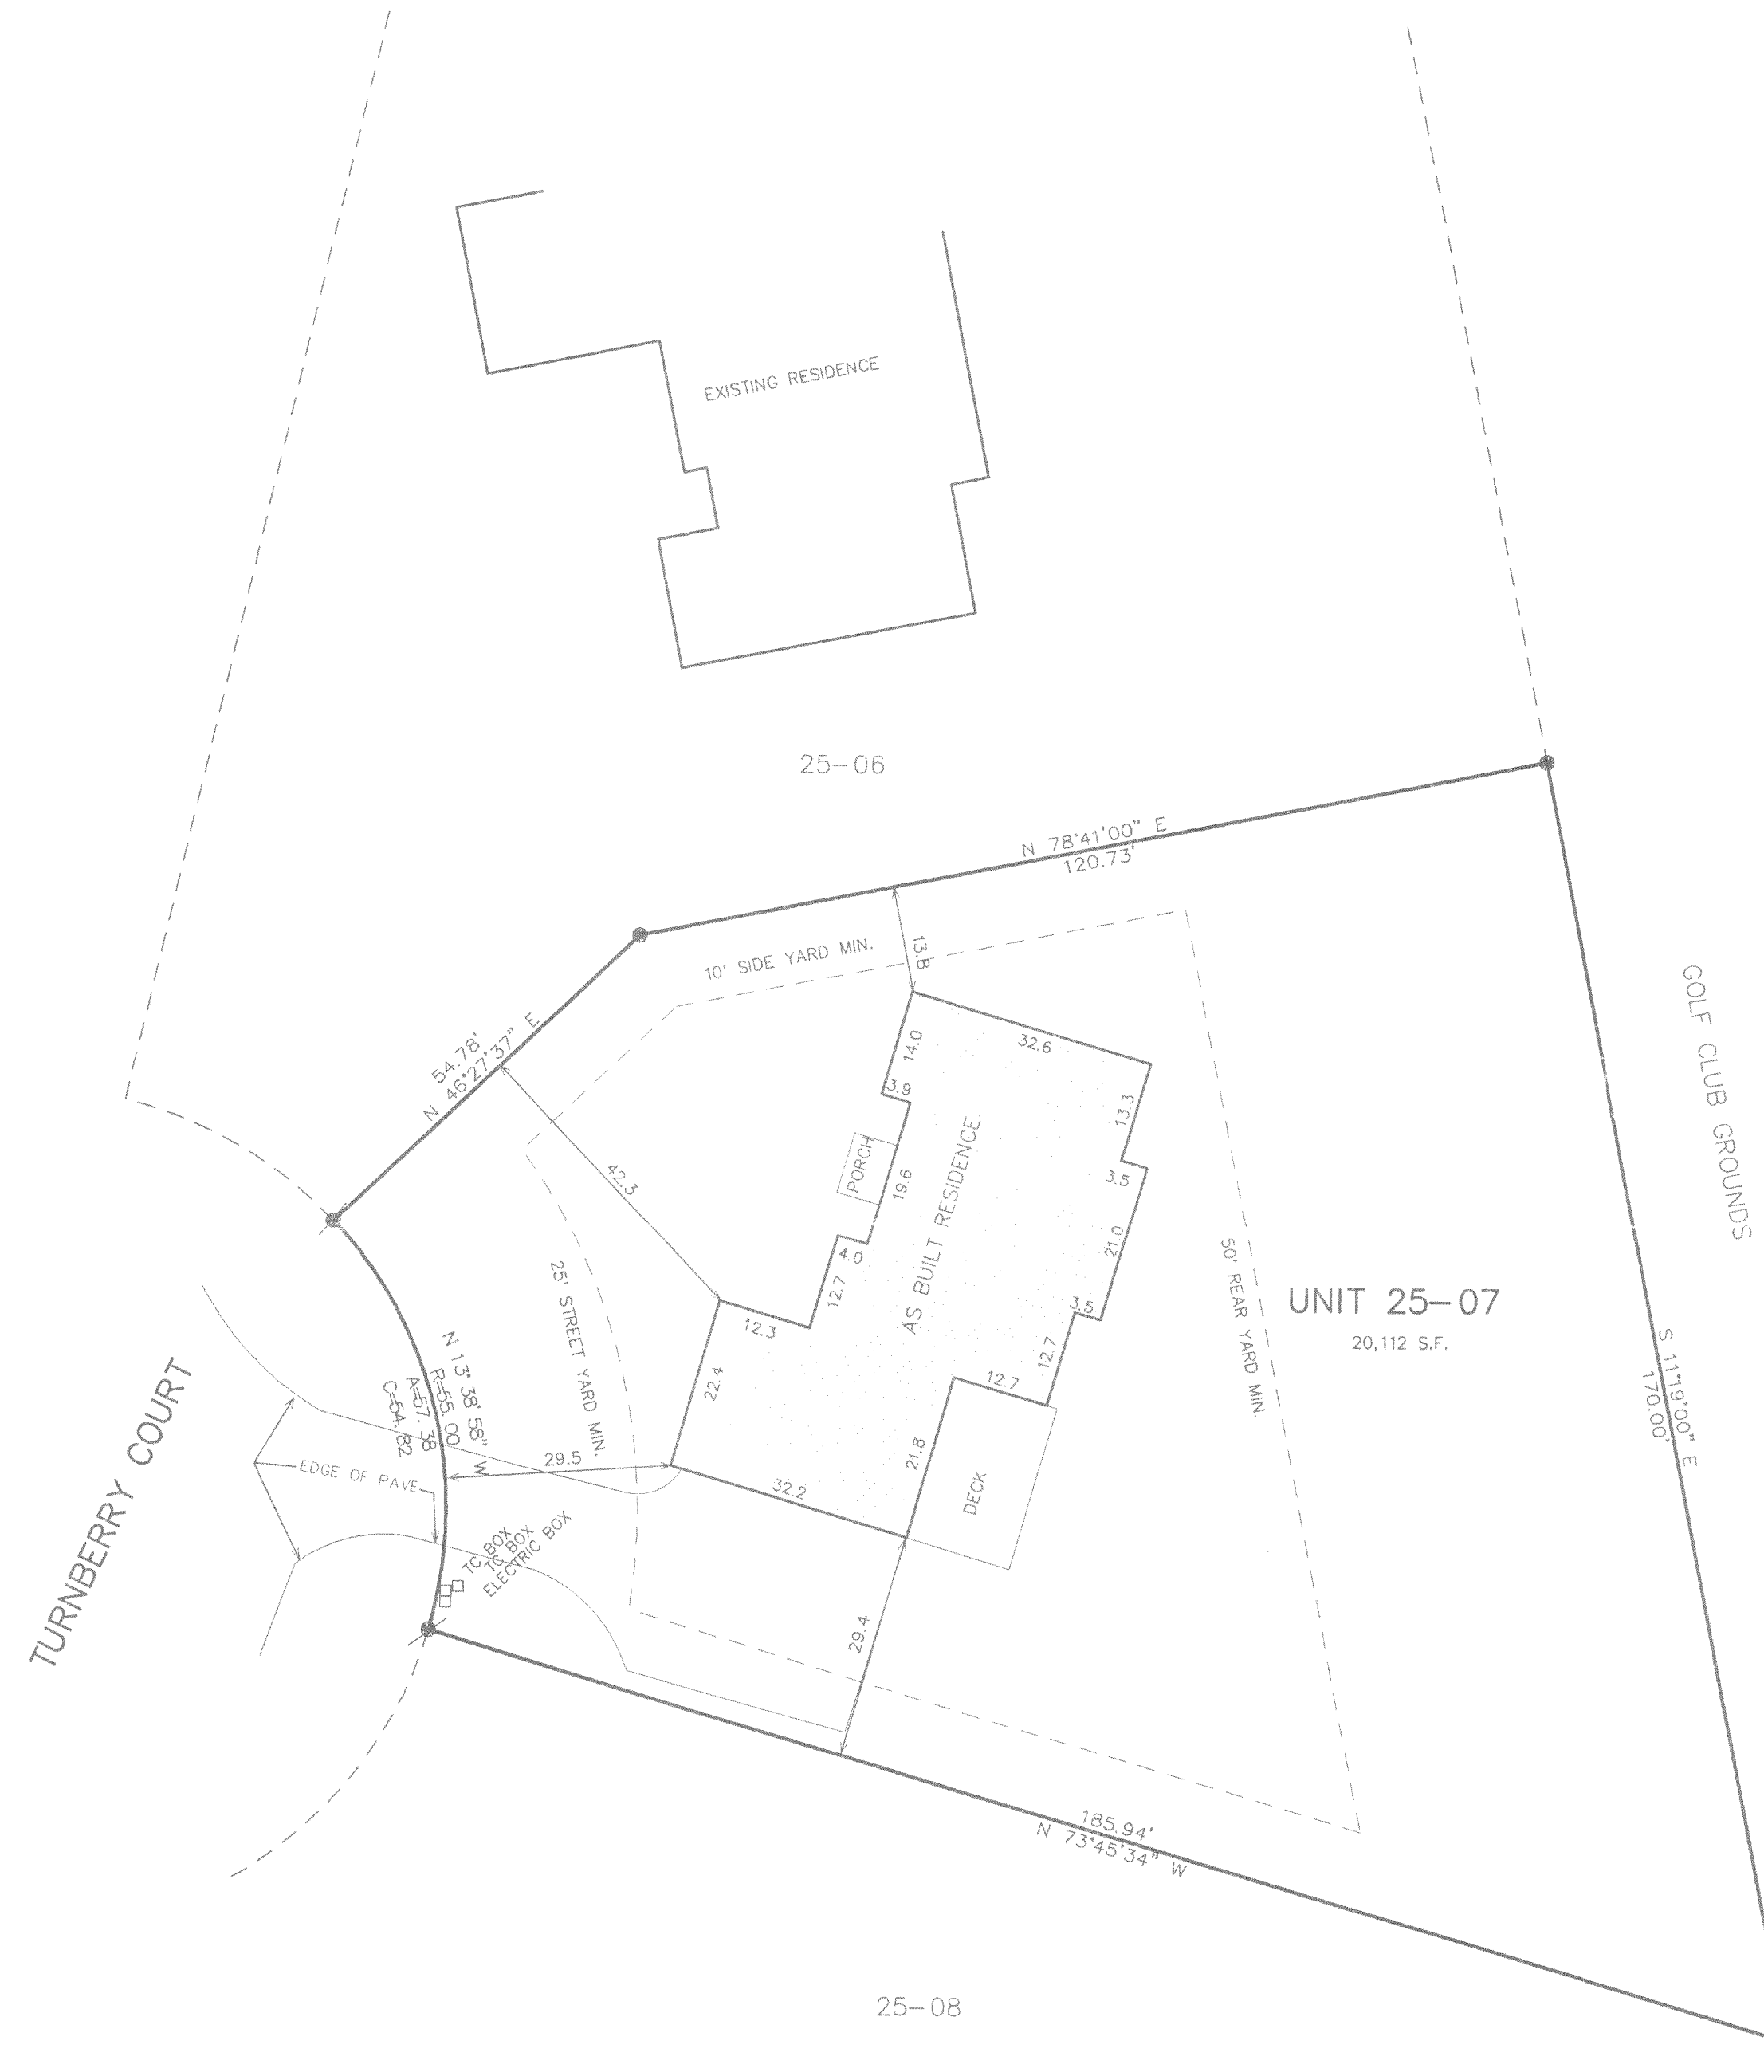 EXISTING RESIDENCE
25-06
N 78°41'00" E
120.73'
10' SIDE YARD MIN.
13.8
54.78'
N 46°27'37" E
42.3
14.0
32.6
3.9
13.3
PORCH
19.6
3.5
4.0
12.7
21.0
AS BUILT RESIDENCE
12.3
3.5
12.7
22.4
12.7
21.8
DECK
32.2
29.5
29.4
25' STREET YARD MIN.
50' REAR YARD MIN.
UNIT 25-07
20,112 S.F.
GOLF CLUB GROUNDS
S 11°19'00" E
170.00'
N 13°38'58" W
R=55.00
A=57.38
C=54.82
EDGE OF PAVE
TURNBERRY COURT
TC BOX
TC BOX
ELECTRIC BOX
185.94'
N 73°45'34" W
25-08